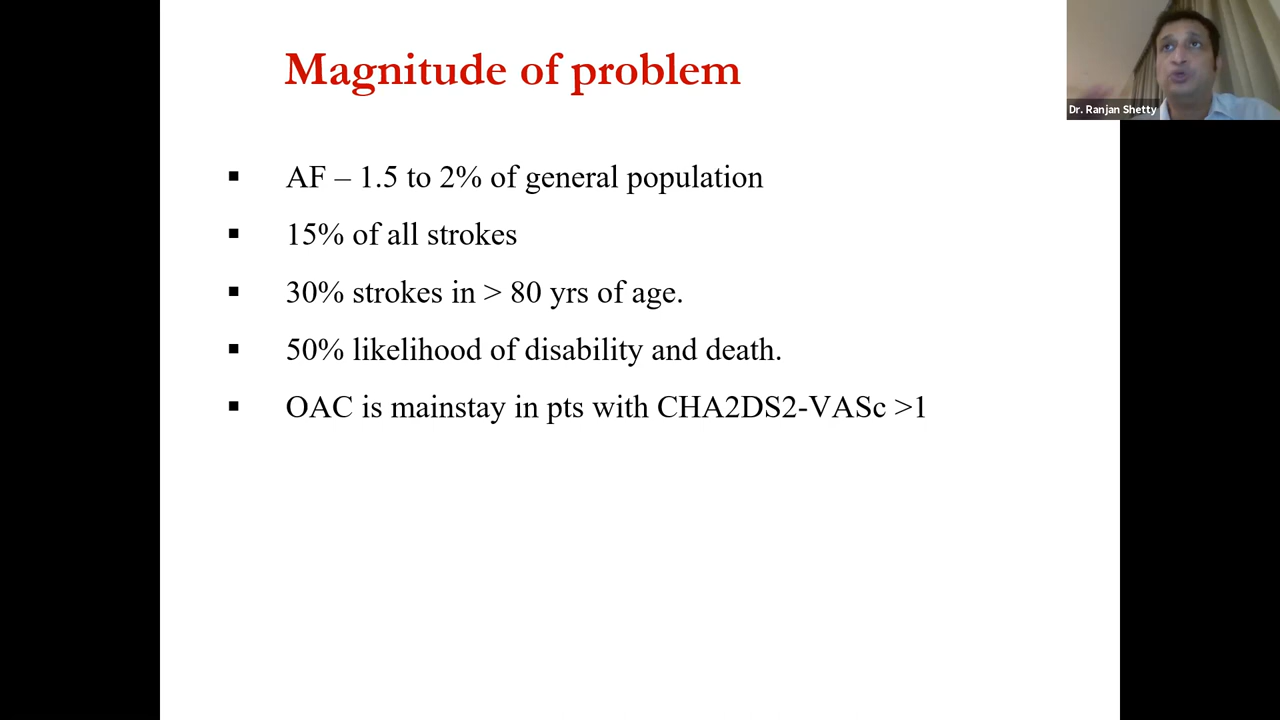 Magnitude of problem
Dr. Ranjan Shetty
▪ AF – 1.5 to 2% of general population
▪ 15% of all strokes
▪ 30% strokes in > 80 yrs of age.
▪ 50% likelihood of disability and death.
▪ OAC is mainstay in pts with CHA2DS2-VASc >1